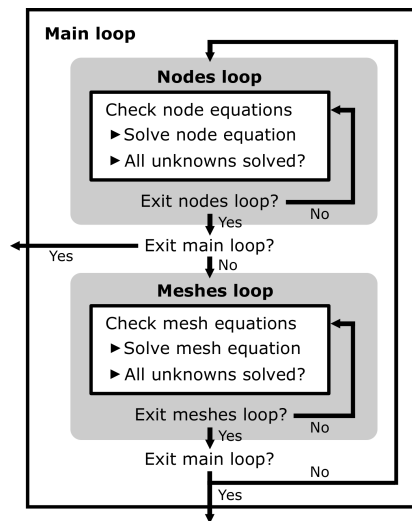 Main loop
Nodes loop
Check node equations
▶Solve node equation
▶All unknowns solved?
Exit nodes loop?
No
Yes
Exit main loop?
Yes
No
Meshes loop
Check mesh equations
▶Solve mesh equation
▶All unknowns solved?
Exit meshes loop?
No
Yes
Exit main loop?
No
Yes